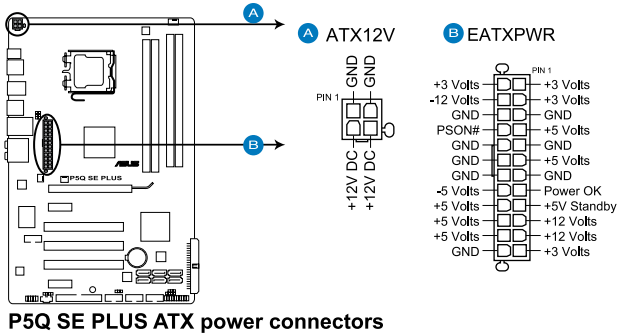 A
A ATX12V
B EATXPWR
GND
GND
PIN 1
+12V DC
+12V DC
B
ASUS
P5Q SE PLUS
PIN 1
+3 Volts +3 Volts
-12 Volts +3 Volts
GND GND
PSON# +5 Volts
GND GND
GND +5 Volts
GND GND
-5 Volts Power OK
+5 Volts +5V Standby
+5 Volts +12 Volts
+5 Volts +12 Volts
GND +3 Volts
P5Q SE PLUS ATX power connectors